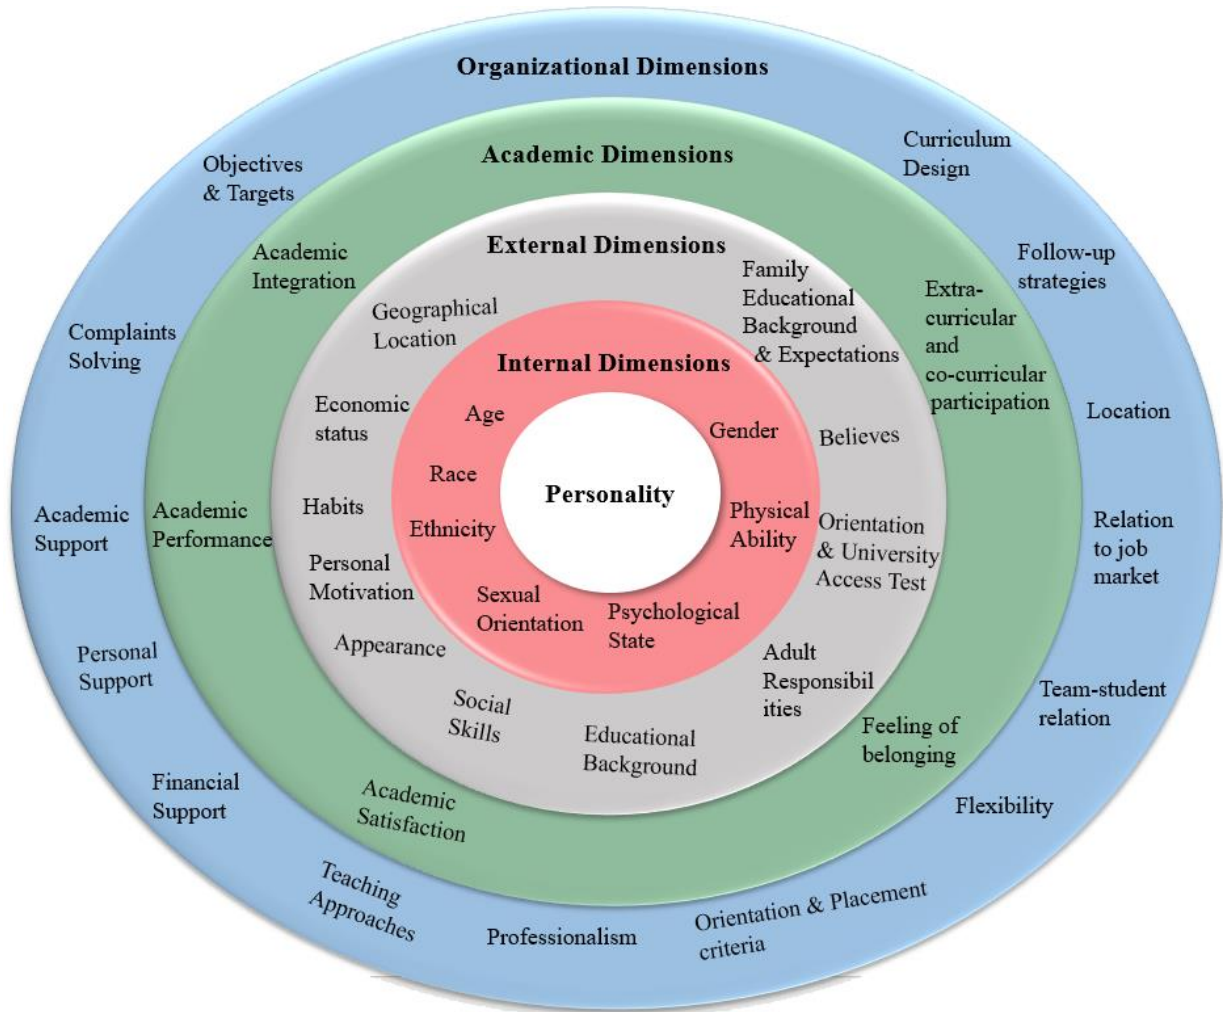 Organizational Dimensions
Objectives
& Targets
Complaints
Solving
Academic
Support
Personal
Support
Financial
Support
Teaching
Approaches
Professionalism
Orientation & Placement
criteria
Flexibility
Team-student
relation
Relation
to job
market
Location
Follow-up
strategies
Curriculum
Design
Academic Dimensions
Academic
Integration
Academic
Performance
Academic
Satisfaction
Feeling of
belonging
Extra-
curricular
and
co-curricular
participation
External Dimensions
Geographical
Location
Economic
status
Habits
Personal
Motivation
Appearance
Social
Skills
Educational
Background
Adult
Responsibil
ities
Orientation
& University
Access Test
Believes
Family
Educational
Background
& Expectations
Internal Dimensions
Age
Race
Ethnicity
Sexual
Orientation
Psychological
State
Physical
Ability
Gender
Personality